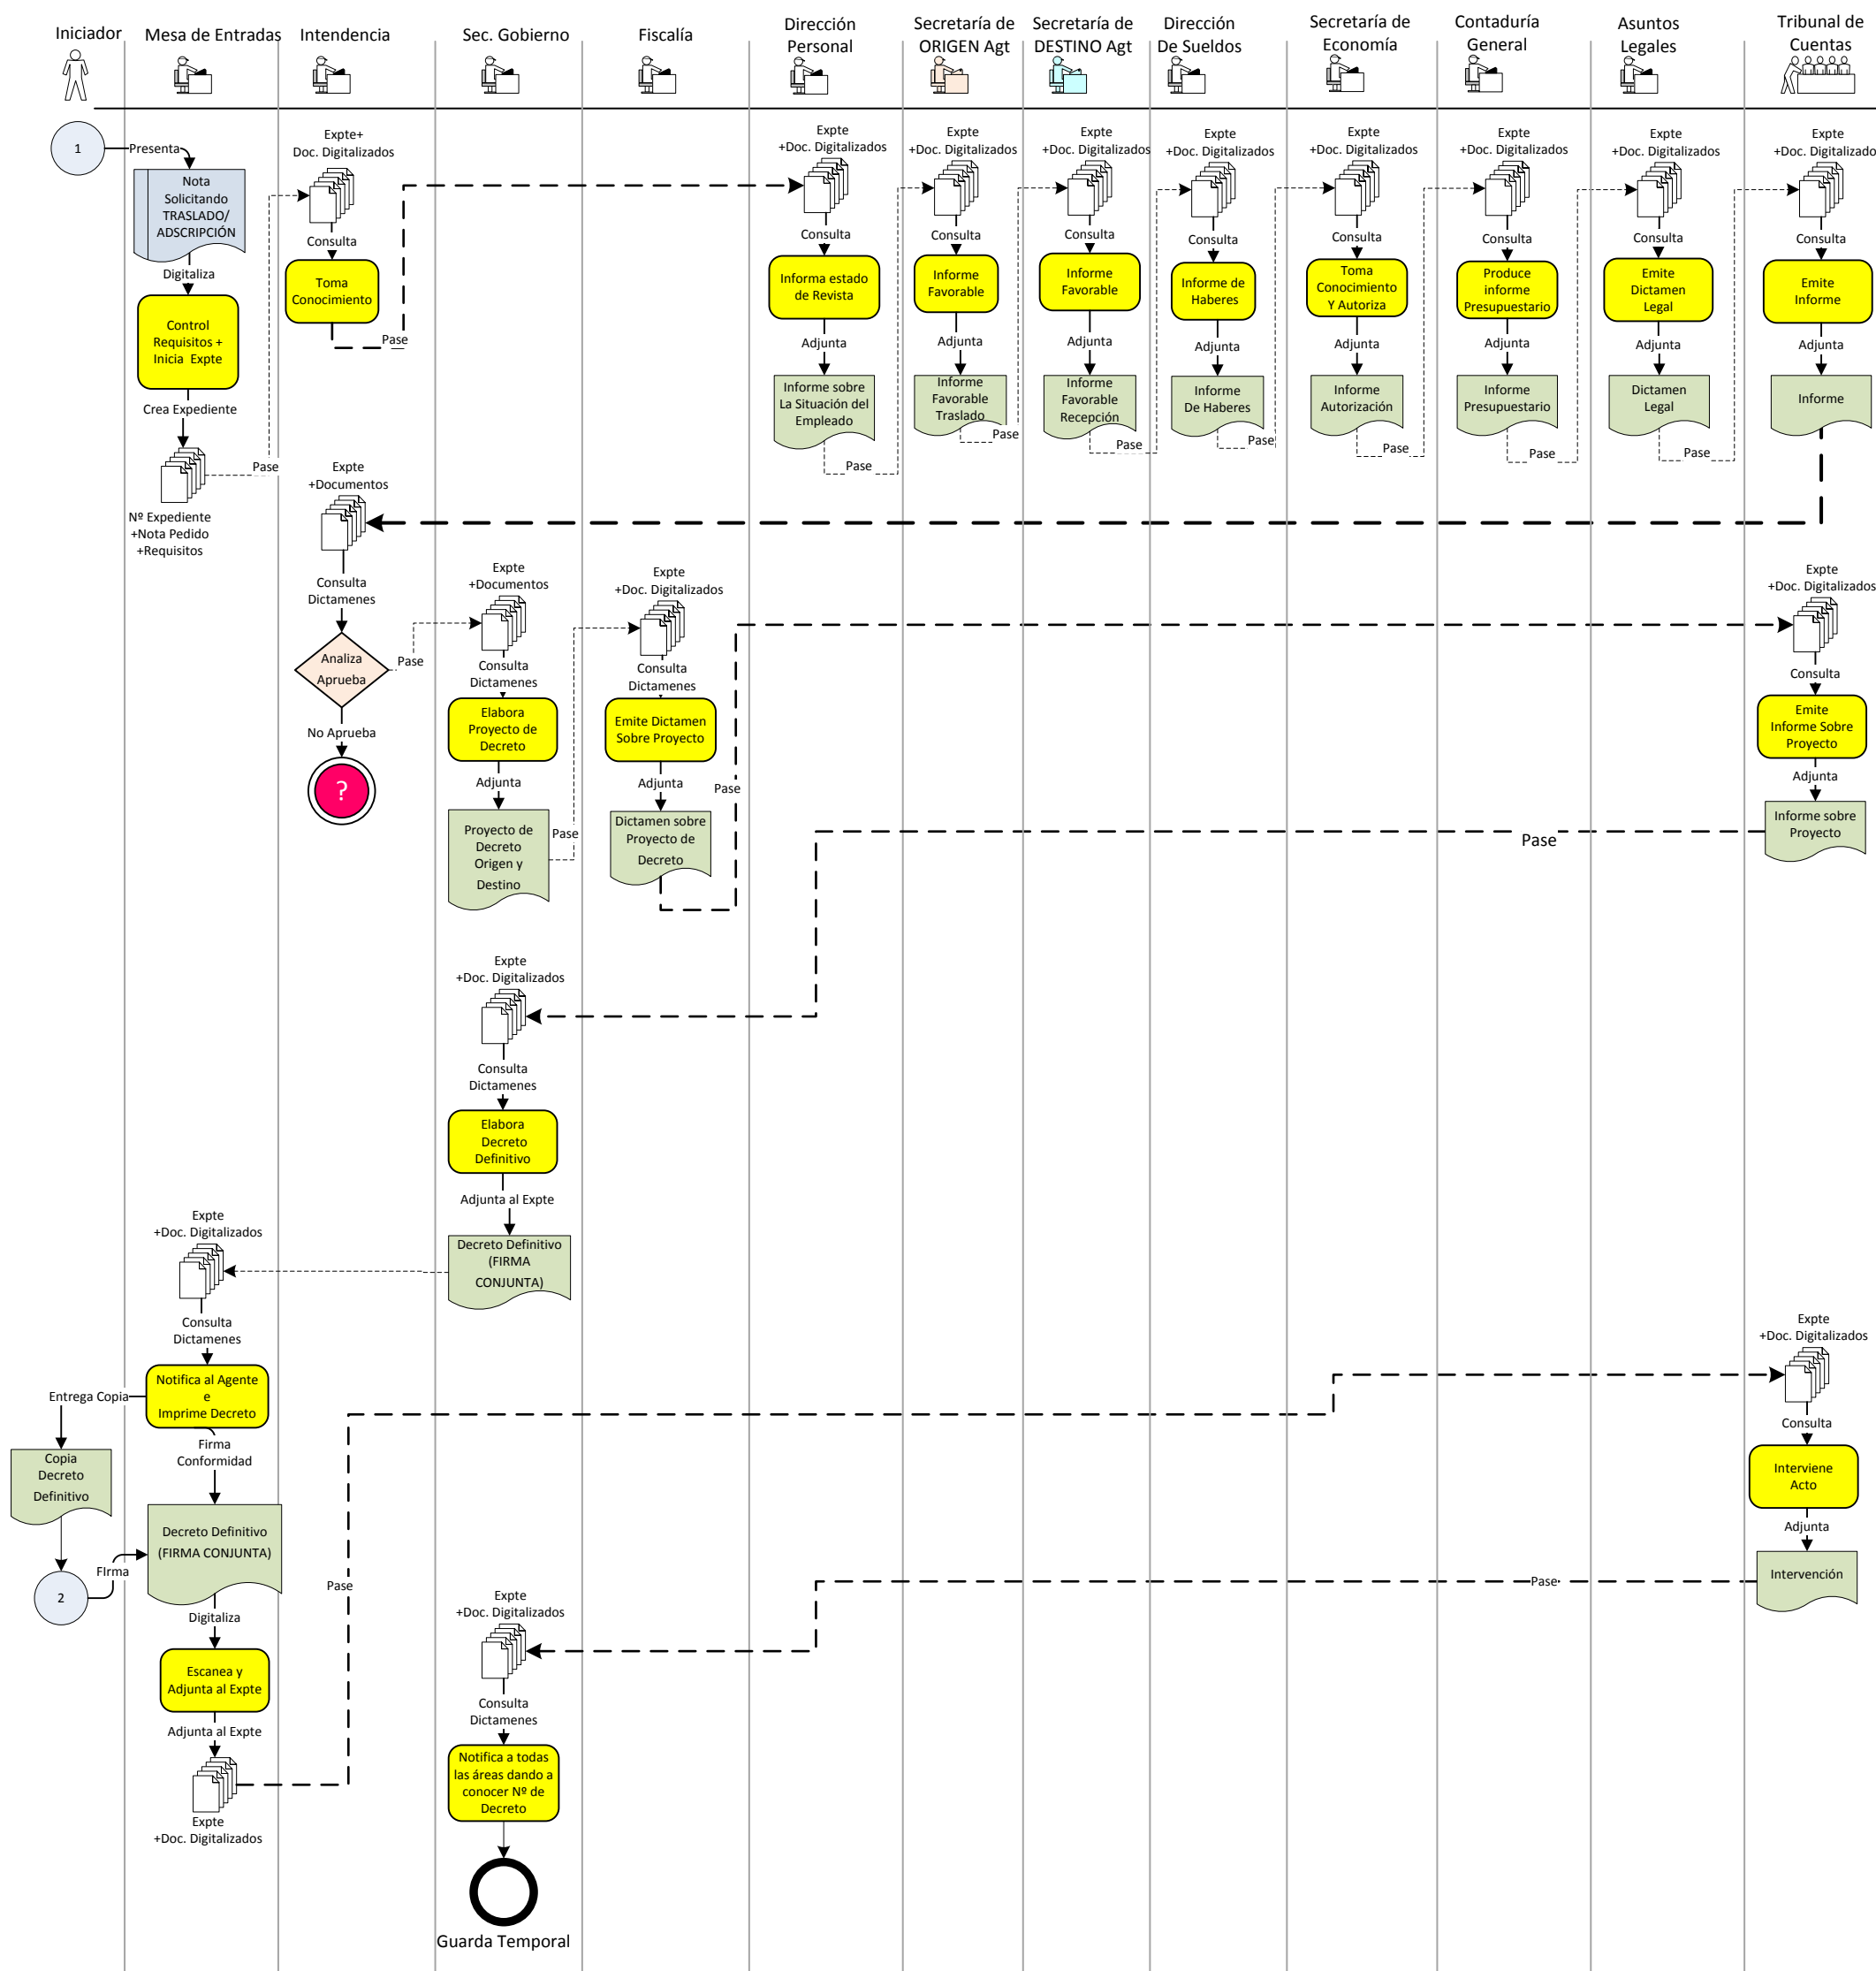 Iniciador
Mesa de Entradas
Intendencia
Sec. Gobierno
Fiscalía
Dirección
Personal
Secretaría de
ORIGEN Agt
Secretaría de
DESTINO Agt
Dirección
De Sueldos
Secretaría de
Economía
Contaduría
General
Asuntos
Legales
Tribunal de
Cuentas
1
Presenta
Nota
Solicitando
TRASLADO/
ADSCRIPCIÓN
Digitaliza
Control
Requisitos +
Inicia Expte
Crea Expediente
Pase
Nº Expediente
+Nota Pedido
+Requisitos
Expte+
Doc. Digitalizados
Consulta
Toma
Conocimiento
Pase
Expte
+Doc. Digitalizados
Consulta
Informa estado
de Revista
Adjunta
Informe sobre
La Situación del
Empleado
Pase
Expte
+Doc. Digitalizados
Consulta
Informe
Favorable
Adjunta
Informe
Favorable
Traslado
Pase
Expte
+Doc. Digitalizados
Consulta
Informe
Favorable
Adjunta
Informe
Favorable
Recepción
Pase
Expte
+Doc. Digitalizados
Consulta
Informe de
Haberes
Adjunta
Informe
De Haberes
Pase
Expte
+Doc. Digitalizados
Consulta
Toma
Conocimiento
Y Autoriza
Adjunta
Informe
Autorización
Pase
Expte
+Doc. Digitalizados
Consulta
Produce
informe
Presupuestario
Adjunta
Informe
Presupuestario
Pase
Expte
+Doc. Digitalizados
Consulta
Emite
Dictamen
Legal
Adjunta
Dictamen
Legal
Pase
Expte
+Doc. Digitalizado
Consulta
Emite
Informe
Adjunta
Informe
Expte
+Documentos
Consulta
Dictamenes
Analiza
Aprueba
Pase
No Aprueba
?
Expte
+Documentos
Consulta
Dictamenes
Elabora
Proyecto de
Decreto
Adjunta
Proyecto de
Decreto
Origen y
Destino
Pase
Expte
+Doc. Digitalizados
Consulta
Dictamenes
Emite Dictamen
Sobre Proyecto
Adjunta
Dictamen sobre
Proyecto de
Decreto
Pase
Expte
+Doc. Digitalizados
Consulta
Emite
Informe Sobre
Proyecto
Adjunta
Informe sobre
Proyecto
Pase
Expte
+Doc. Digitalizados
Consulta
Dictamenes
Elabora
Decreto
Definitivo
Adjunta al Expte
Decreto Definitivo
(FIRMA
CONJUNTA)
Expte
+Doc. Digitalizados
Consulta
Dictamenes
Notifica al Agente
e
Imprime Decreto
Entrega Copia
Copia
Decreto
Definitivo
2
FIrma
Firma
Conformidad
Decreto Definitivo
(FIRMA CONJUNTA)
Digitaliza
Escanea y
Adjunta al Expte
Adjunta al Expte
Expte
+Doc. Digitalizados
Pase
Expte
+Doc. Digitalizados
Consulta
Interviene
Acto
Adjunta
Intervención
Pase
Expte
+Doc. Digitalizados
Consulta
Dictamenes
Notifica a todas
las áreas dando a
conocer Nº de
Decreto
Guarda Temporal